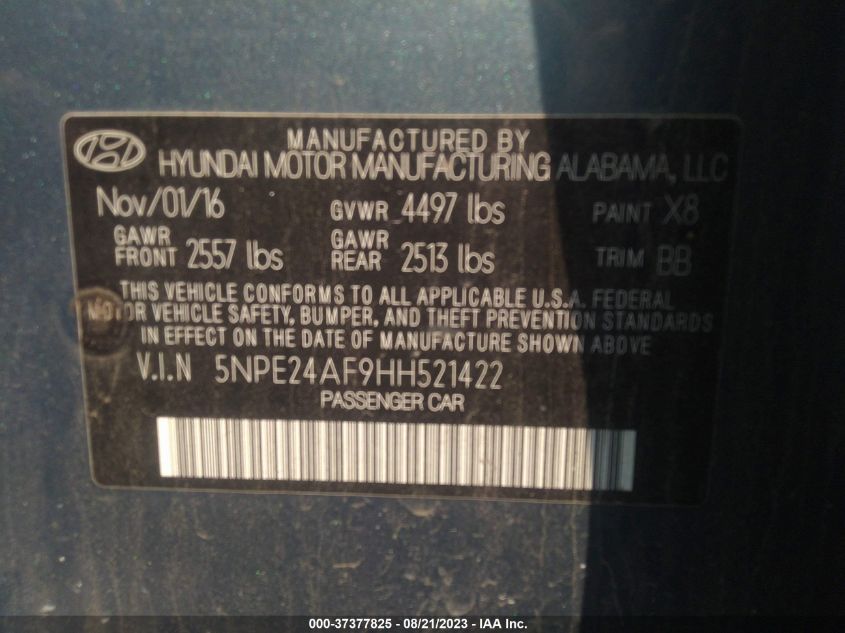 MANUFACTURED BY
HYUNDAI MOTOR MANUFACTURING ALABAMA, LLC
Nov/01/16 GVWR 4497 lbs PAINT X8
GAWR FRONT 2557 lbs GAWR REAR 2513 lbs TRIM BB
THIS VEHICLE CONFORMS TO ALL APPLICABLE U.S.A. FEDERAL
MOTOR VEHICLE SAFETY, BUMPER, AND THEFT PREVENTION STANDARDS
IN EFFECT ON THE DATE OF MANUFACTURE SHOWN ABOVE
V.I.N 5NPE24AF9HH521422
PASSENGER CAR
000-37377825 - 08/21/2023 - IAA Inc.